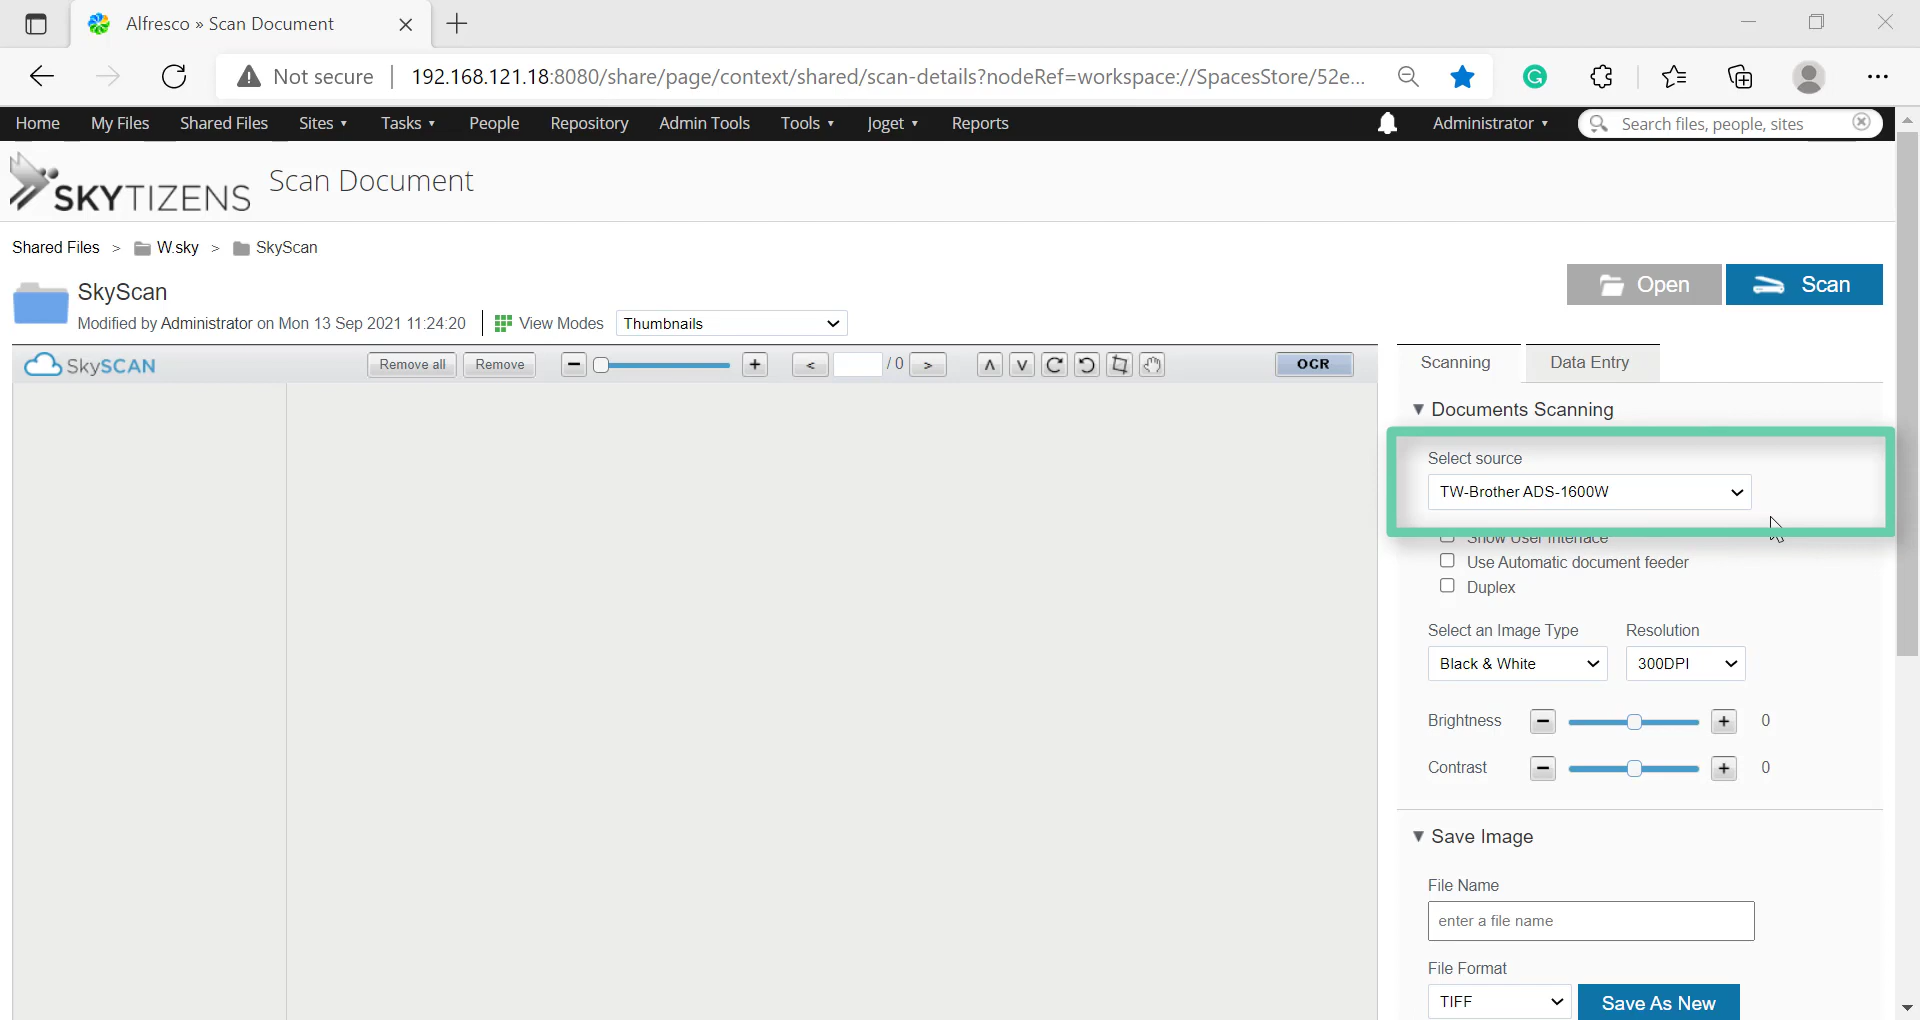 Alfresco » Scan Document
Not secure
192.168.121.18:8080/share/page/context/shared/scan-details?nodeRef=workspace://SpacesStore/52e...
Home My Files Shared Files Sites Tasks People Repository Admin Tools Tools Joget Reports Administrator Search files, people, sites
SKYTIZENS
Scan Document
Shared Files > W.sky > SkyScan
Open Scan
SkyScan
Modified by Administrator on Mon 13 Sep 2021 11:24:20 View Modes Thumbnails
SkySCAN Remove all Remove − + < / 0 > OCR
Scanning Data Entry
Documents Scanning
Select source
TW-Brother ADS-1600W
Show User Interface
Use Automatic document feeder
Duplex
Select an Image Type Resolution
Black & White 300DPI
Brightness − + 0
Contrast − + 0
Save Image
File Name
enter a file name
File Format
TIFF Save As New